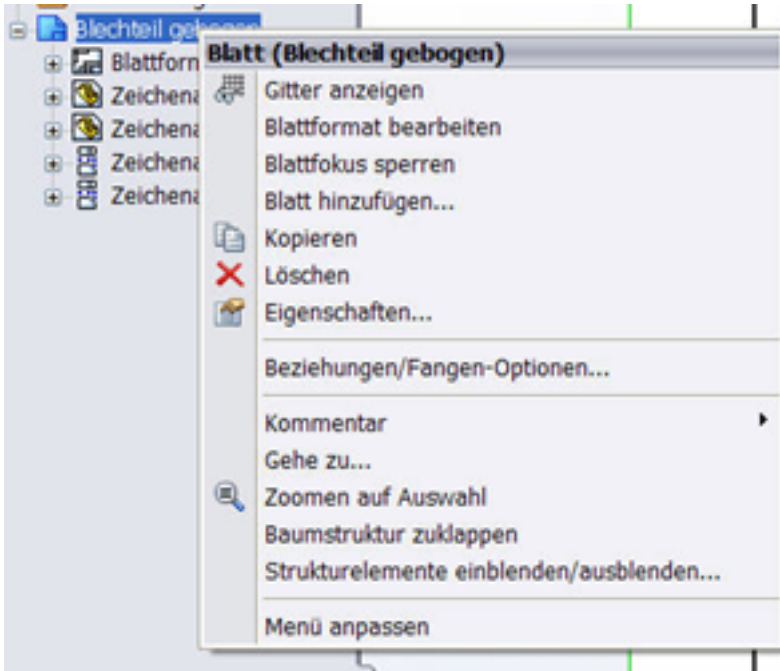 Blechteil gebogen
Blatt (Blechteil gebogen)
Gitter anzeigen
Blattformat bearbeiten
Blattfokus sperren
Blatt hinzufügen...
Kopieren
Löschen
Eigenschaften...
Beziehungen/Fangen-Optionen...
Kommentar
Gehe zu...
Zoomen auf Auswahl
Baumstruktur zuklappen
Strukturelemente einblenden/ausblenden...
Menü anpassen
Blattform
Zeichena
Zeichena
Zeichena
Zeichena